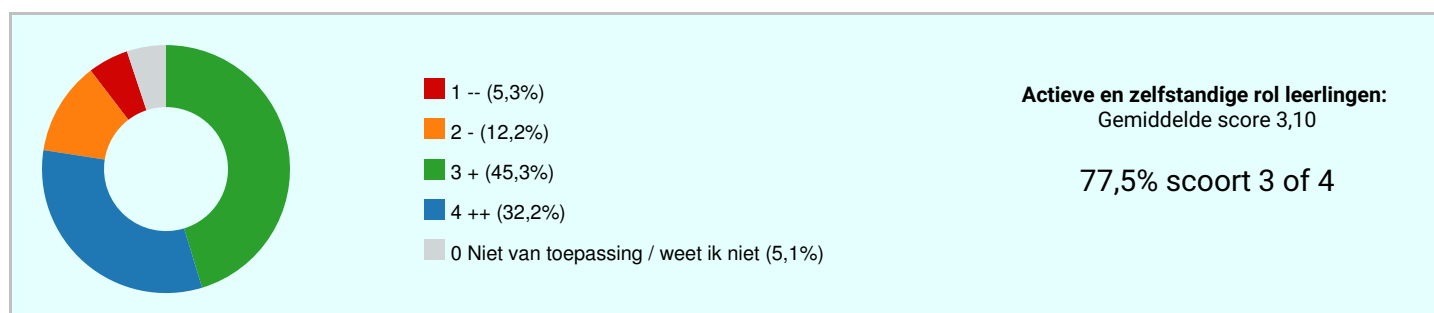 1 -- (5,3%)
2 - (12,2%)
3 + (45,3%)
4 ++ (32,2%)
0 Niet van toepassing / weet ik niet (5,1%)
Actieve en zelfstandige rol leerlingen:
Gemiddelde score 3,10
77,5% scoort 3 of 4